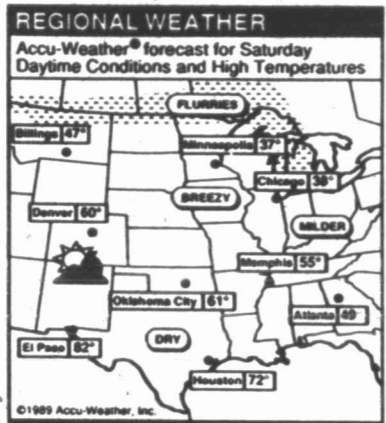 REGIONAL WEATHER
Accu-Weather® forecast for Saturday
Daytime Conditions and High Temperatures
FLURRIES
Billings 47°
Minneapolis 37°
Chicago 38°
BREEZY
Denver 60°
MILDER
Memphis 55°
Oklahoma City 61°
Atlanta 49°
DRY
El Paso 82°
Houston 72°
©1989 Accu-Weather, Inc.